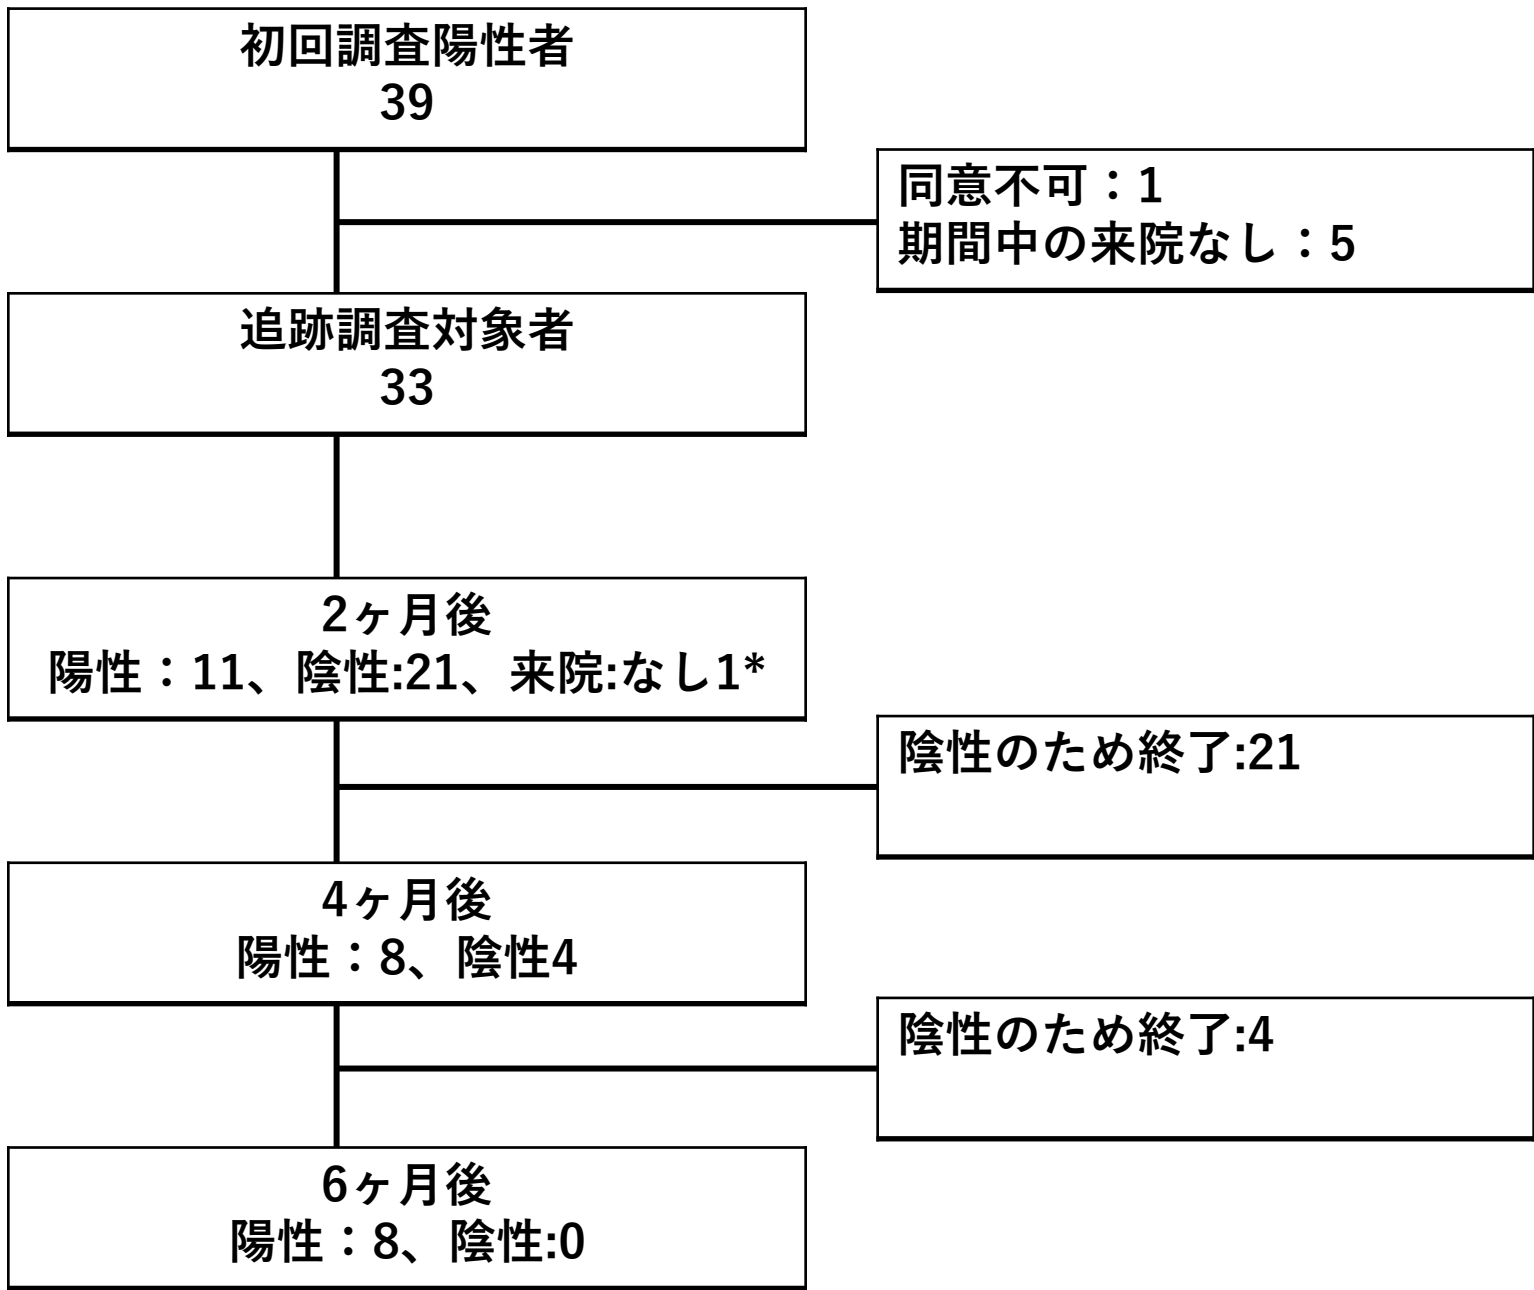 初回調査陽性者
39
同意不可：1
期間中の来院なし：5
追跡調査対象者
33
2ヶ月後
陽性：11、陰性:21、来院:なし1*
陰性のため終了:21
4ヶ月後
陽性：8、陰性4
陰性のため終了:4
6ヶ月後
陽性：8、陰性:0